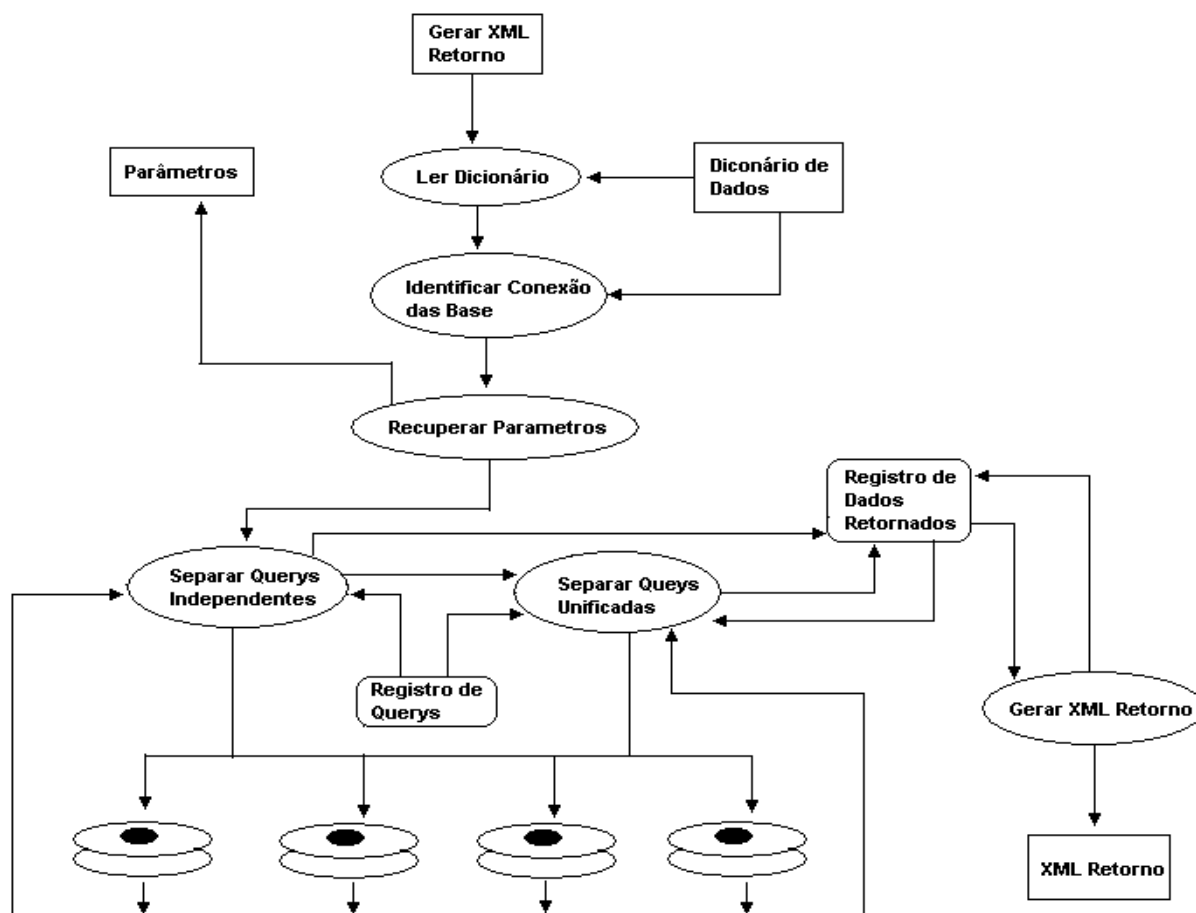 Gerar XML
Retorno
Parâmetros
Ler Dicionário
Diconário de
Dados
Identificar Conexão
das Base
Recuperar Parametros
Registro de
Dados
Retornados
Separar Querys
Independentes
Separar Queys
Unificadas
Registro de
Querys
Gerar XML Retorno
XML Retorno